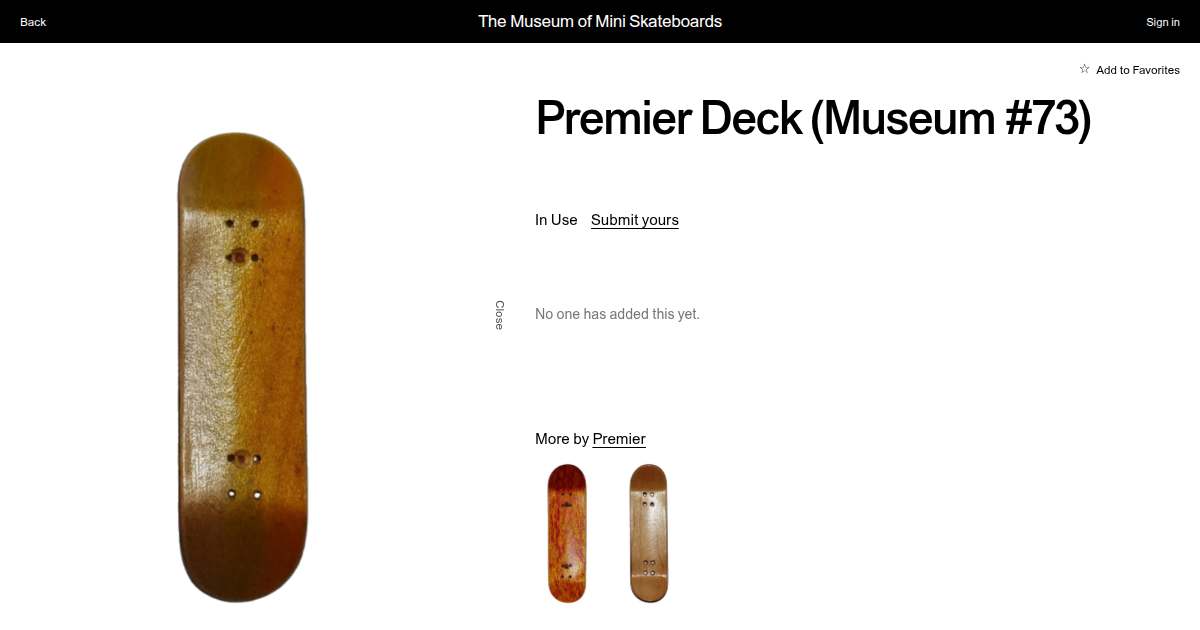 Back
The Museum of Mini Skateboards
Sign in
☆ Add to Favorites
Premier Deck (Museum #73)
In Use Submit yours
Close
No one has added this yet.
More by Premier